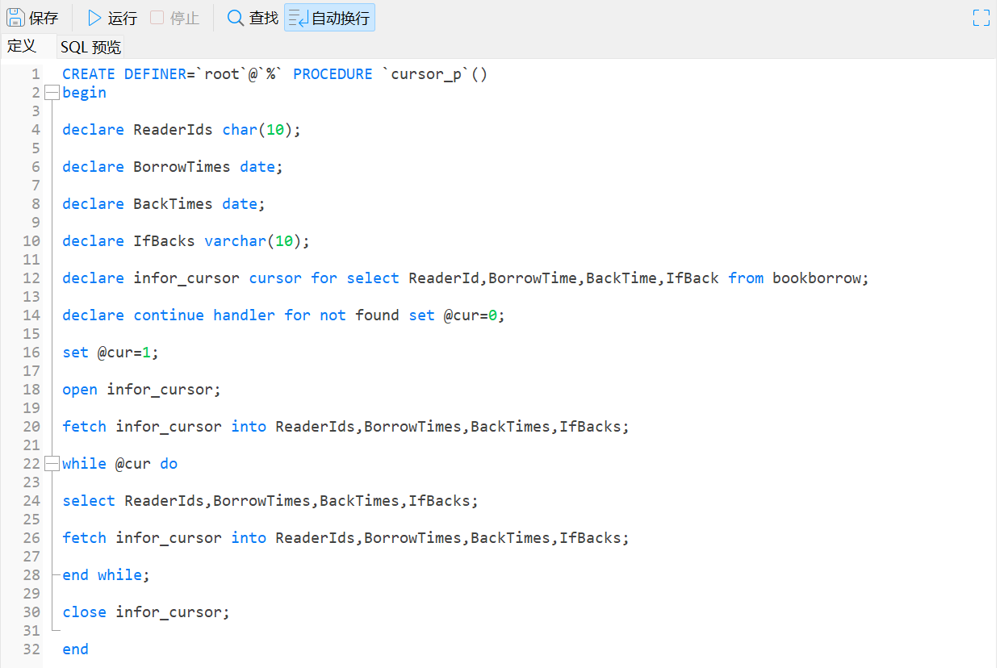 保存 运行 停止 查找 自动换行
定义 SQL 预览
1 CREATE DEFINER=`root`@`%` PROCEDURE `cursor_p`()
2 begin
3
4 declare ReaderIds char(10);
5
6 declare BorrowTimes date;
7
8 declare BackTimes date;
9
10 declare IfBacks varchar(10);
11
12 declare infor_cursor cursor for select ReaderId,BorrowTime,BackTime,IfBack from bookborrow;
13
14 declare continue handler for not found set @cur=0;
15
16 set @cur=1;
17
18 open infor_cursor;
19
20 fetch infor_cursor into ReaderIds,BorrowTimes,BackTimes,IfBacks;
21
22 while @cur do
23
24 select ReaderIds,BorrowTimes,BackTimes,IfBacks;
25
26 fetch infor_cursor into ReaderIds,BorrowTimes,BackTimes,IfBacks;
27
28 end while;
29
30 close infor_cursor;
31
32 end